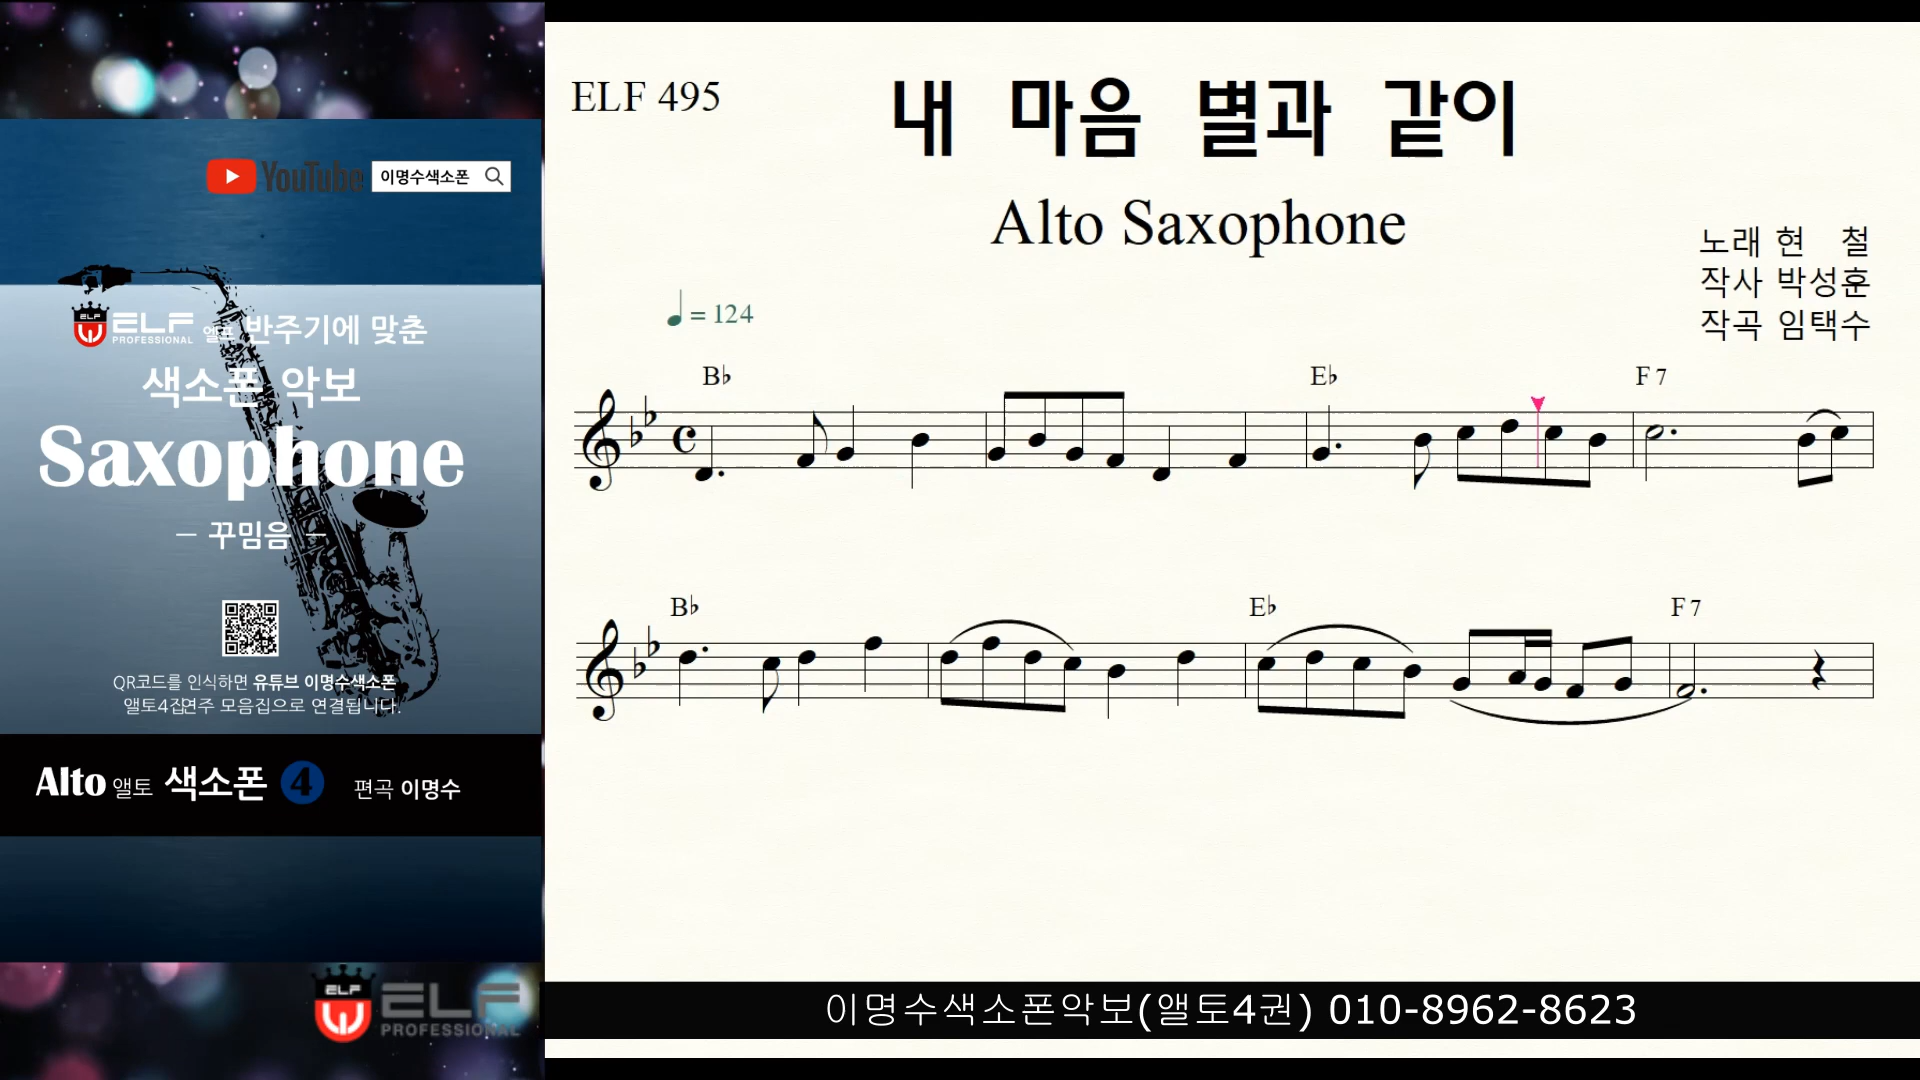 YouTube 이명수색소폰
ELF PROFESSIONAL 엘프 반주기에 맞춘
색소폰 악보
Saxophone
– 꾸밈음 –
QR코드를 인식하면 유튜브 이명수색소폰
앨토4집연주 모음집으로 연결됩니다.
Alto 앨토 색소폰 4 편곡 이명수
ELF PROFESSIONAL
ELF 495
내 마음 별과 같이
Alto Saxophone
노래 현 철
작사 박성훈
작곡 임택수
♩ = 124
B♭ E♭ F 7
B♭ E♭ F 7
이명수색소폰악보(앨토4권) 010-8962-8623